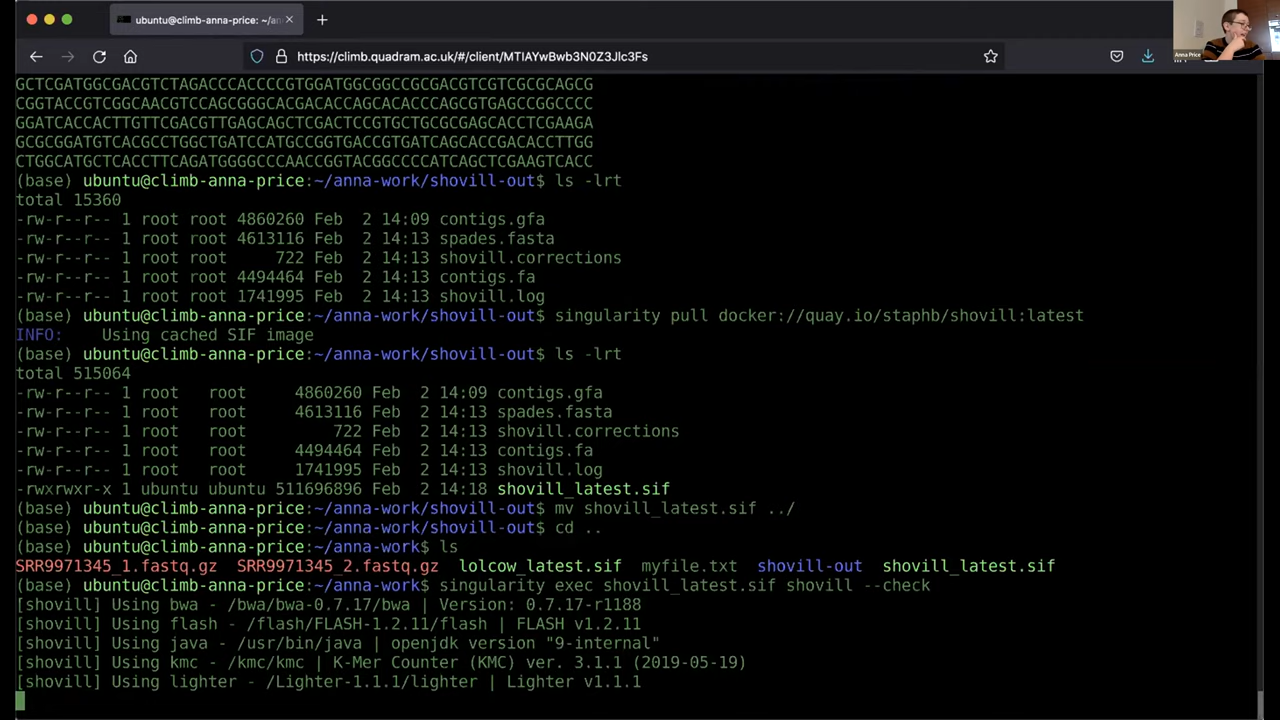 ubuntu@climb-anna-price: ~/an
https://climb.quadram.ac.uk/#/client/MTIAYwBwb3N0Z3Jlc3Fs
Anna Price
GCTCGATGGCGACGTCTAGACCCACCCCGTGGATGGCGGCCGCGACGTCGTCGCGCAGCG
CGGTACCGTCGGCAACGTCCAGCGGGCACGACACCAGCACACCCAGCGTGAGCCGGCCCC
GGATCACCACTTGTTCGACGTTGAGCAGCTCGACTCCGTGCTGCGCGAGCACCTCGAAGA
GCGCGGATGTCACGCCTGGCTGATCCATGCCGGTGACCGTGATCAGCACCGACACCTTGG
CTGGCATGCTCACCTTCAGATGGGGCCCAACCGGTACGGCCCCATCAGCTCGAAGTCACC
(base) ubuntu@climb-anna-price:~/anna-work/shovill-out$ ls -lrt
total 15360
-rw-r--r-- 1 root root 4860260 Feb  2 14:09 contigs.gfa
-rw-r--r-- 1 root root 4613116 Feb  2 14:13 spades.fasta
-rw-r--r-- 1 root root     722 Feb  2 14:13 shovill.corrections
-rw-r--r-- 1 root root 4494464 Feb  2 14:13 contigs.fa
-rw-r--r-- 1 root root 1741995 Feb  2 14:13 shovill.log
(base) ubuntu@climb-anna-price:~/anna-work/shovill-out$ singularity pull docker://quay.io/staphb/shovill:latest
INFO:    Using cached SIF image
(base) ubuntu@climb-anna-price:~/anna-work/shovill-out$ ls -lrt
total 515064
-rw-r--r-- 1 root   root     4860260 Feb  2 14:09 contigs.gfa
-rw-r--r-- 1 root   root     4613116 Feb  2 14:13 spades.fasta
-rw-r--r-- 1 root   root         722 Feb  2 14:13 shovill.corrections
-rw-r--r-- 1 root   root     4494464 Feb  2 14:13 contigs.fa
-rw-r--r-- 1 root   root     1741995 Feb  2 14:13 shovill.log
-rwxrwxr-x 1 ubuntu ubuntu 511696896 Feb  2 14:18 shovill_latest.sif
(base) ubuntu@climb-anna-price:~/anna-work/shovill-out$ mv shovill_latest.sif ../
(base) ubuntu@climb-anna-price:~/anna-work/shovill-out$ cd ..
(base) ubuntu@climb-anna-price:~/anna-work$ ls
SRR9971345_1.fastq.gz  SRR9971345_2.fastq.gz  lolcow_latest.sif  myfile.txt  shovill-out  shovill_latest.sif
(base) ubuntu@climb-anna-price:~/anna-work$ singularity exec shovill_latest.sif shovill --check
[shovill] Using bwa - /bwa/bwa-0.7.17/bwa | Version: 0.7.17-r1188
[shovill] Using flash - /flash/FLASH-1.2.11/flash | FLASH v1.2.11
[shovill] Using java - /usr/bin/java | openjdk version "9-internal"
[shovill] Using kmc - /kmc/kmc | K-Mer Counter (KMC) ver. 3.1.1 (2019-05-19)
[shovill] Using lighter - /Lighter-1.1.1/lighter | Lighter v1.1.1